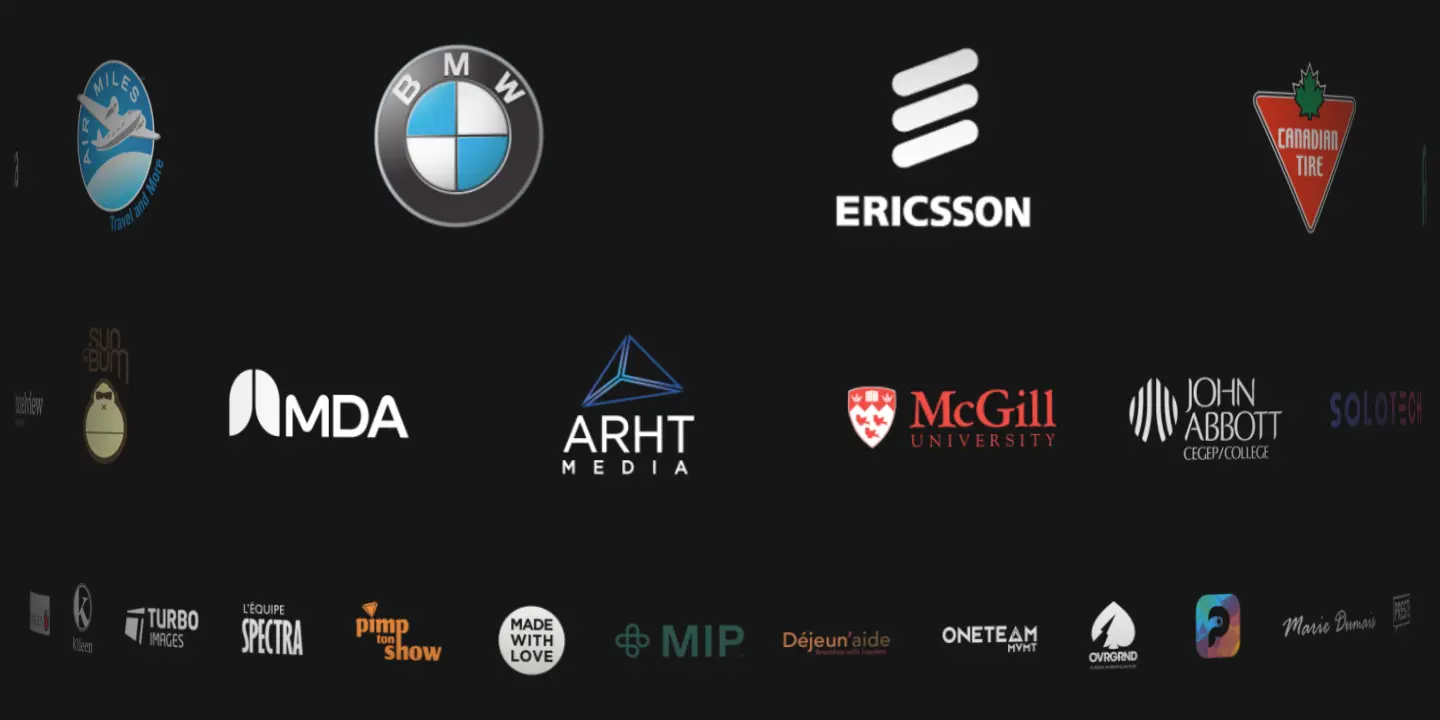 AIR MILES
Travel and More
BMW
ERICSSON
CANADIAN
TIRE
SUN
BUM
MDA
ARHT
MEDIA
McGill
UNIVERSITY
JOHN
ABBOTT
CEGEP/COLLEGE
SOLOTECH
k
klleen
TURBO
IMAGES
L'ÉQUIPE
SPECTRA
pimp
ton
show
MADE
WITH
LOVE
MIP
Déjeun'aide
ONETEAM
MVMT
OVRGRND
P
Marie Dumais